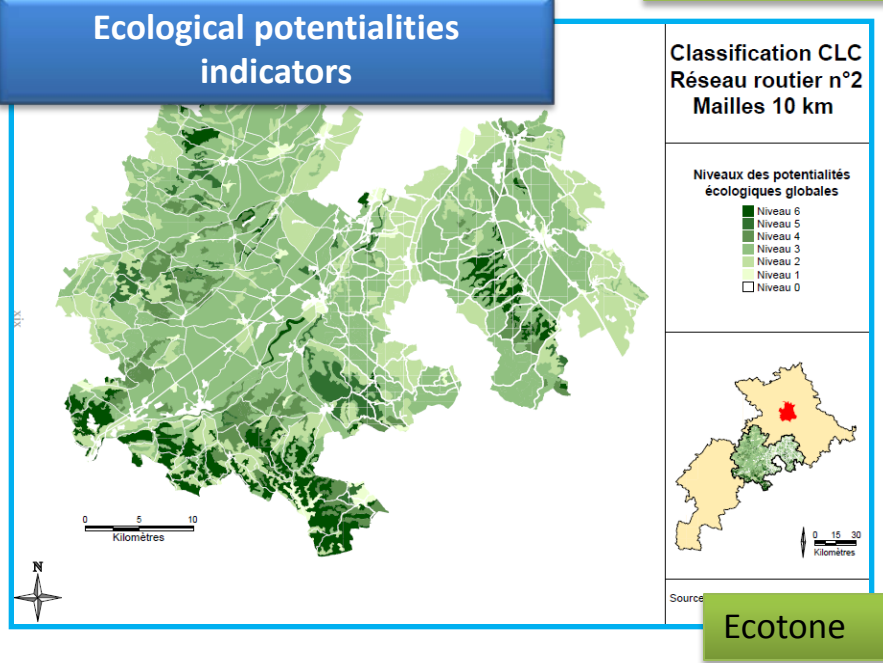 Ecological potentialities
indicators
Classification CLC
Réseau routier n°2
Mailles 10 km
Niveaux des potentialités
écologiques globales
Niveau 6
Niveau 5
Niveau 4
Niveau 3
Niveau 2
Niveau 1
Niveau 0
xix
0 5 10
Kilomètres
N
0 15 30
Kilomètres
Source
Ecotone